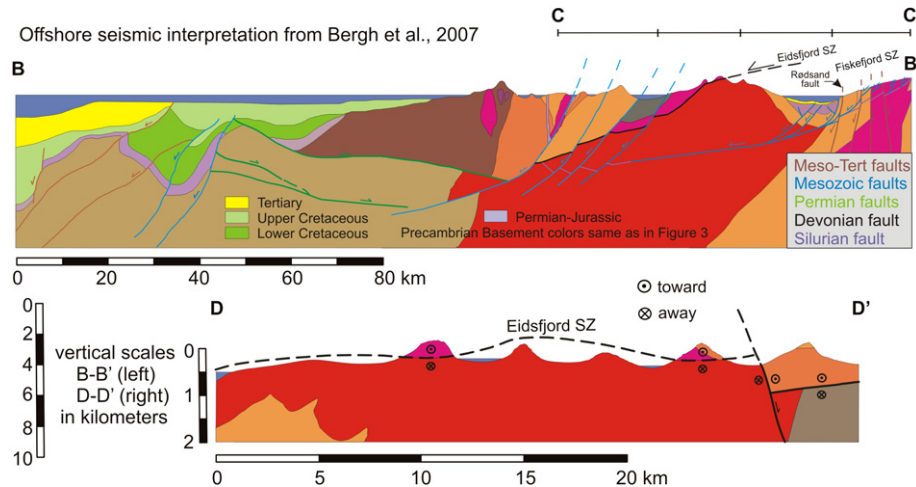 Offshore seismic interpretation from Bergh et al., 2007
C
C
B
Eidsfjord SZ
Fiskefjord SZ
B
Rødsand
fault
Meso-Tert faults
Mesozoic faults
Permian faults
Devonian fault
Silurian fault
Tertiary
Upper Cretaceous
Lower Cretaceous
Permian-Jurassic
Precambrian Basement colors same as in Figure 3
0
20
40
60
80 km
0
2
4
6
8
10
vertical scales
B-B' (left)
D-D' (right)
in kilometers
D
D'
toward
away
Eidsfjord SZ
0
1
2
0
5
10
15
20 km